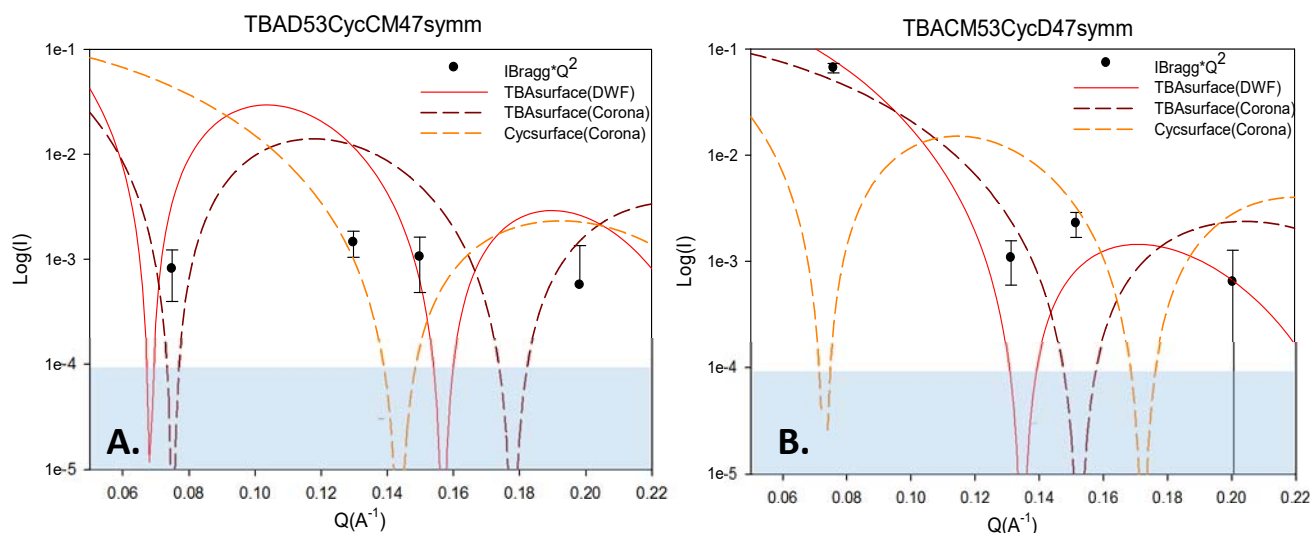 TBAD53CycCM47symm
1e-1
1e-2
1e-3
1e-4
1e-5
Log(I)
IBragg*Q²
TBAsurface(DWF)
TBAsurface(Corona)
Cycsurface(Corona)
A.
0.06 0.08 0.10 0.12 0.14 0.16 0.18 0.20 0.22
Q(A⁻¹)
TBACM53CycD47symm
1e-1
1e-2
1e-3
1e-4
1e-5
Log(I)
IBragg*Q²
TBAsurface(DWF)
TBAsurface(Corona)
Cycsurface(Corona)
B.
0.06 0.08 0.10 0.12 0.14 0.16 0.18 0.20 0.22
Q(A⁻¹)